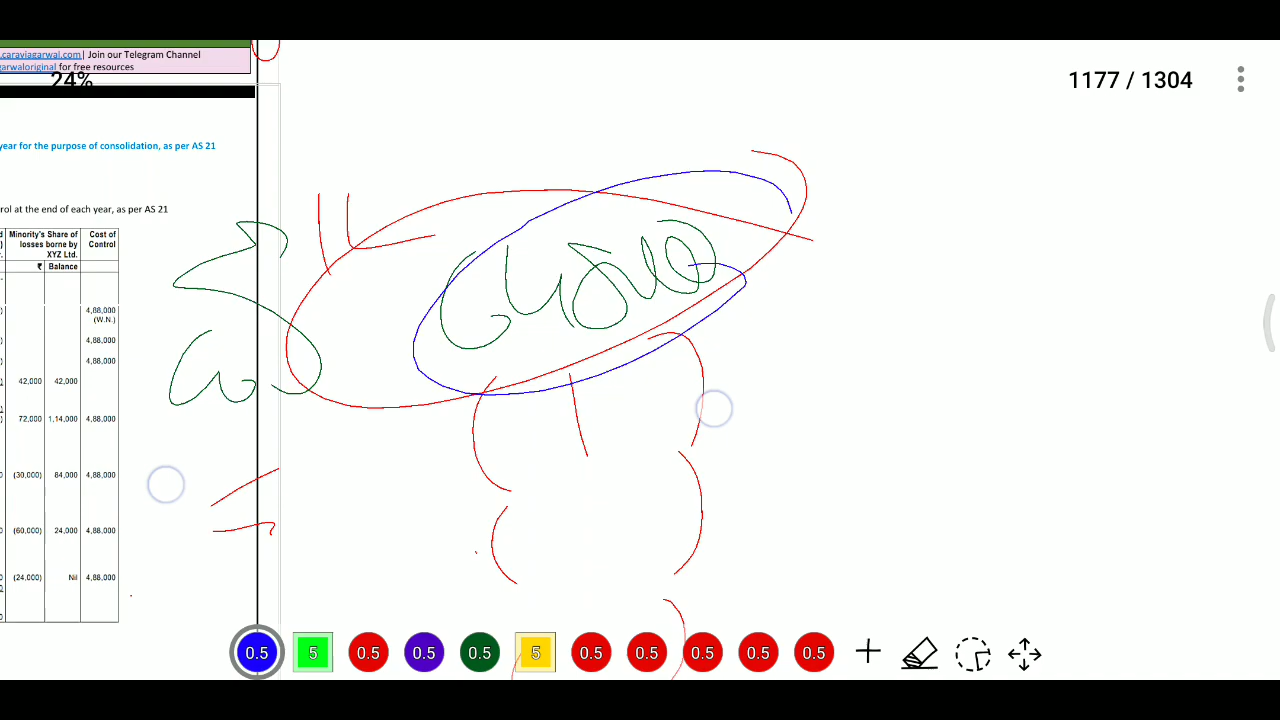 .caraviagarwal.com | Join our Telegram Channel
garwaloriginal for free resources
24%
1177 / 1304
year for the purpose of consolidation, as per AS 21
rol at the end of each year, as per AS 21
Minority's Share of losses borne by XYZ Ltd. Cost of Control
₹ Balance
4,88,000 (W.N.)
4,88,000
4,88,000
42,000 42,000
72,000 1,14,000 4,88,000
(30,000) 84,000 4,88,000
(60,000) 24,000 4,88,000
(24,000) Nil 4,88,000
0.5 5 0.5 0.5 0.5 5 0.5 0.5 0.5 0.5 0.5